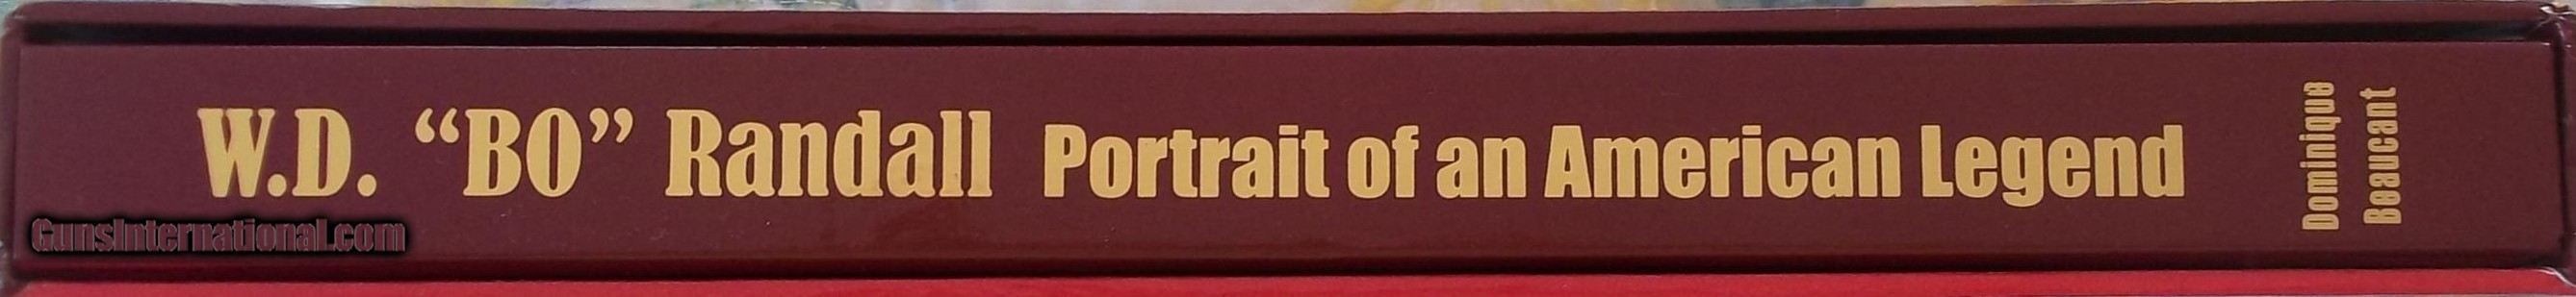 W.D. “BO” Randall Portrait of an American Legend
Dominique
Beaucant
GunsInternational.com